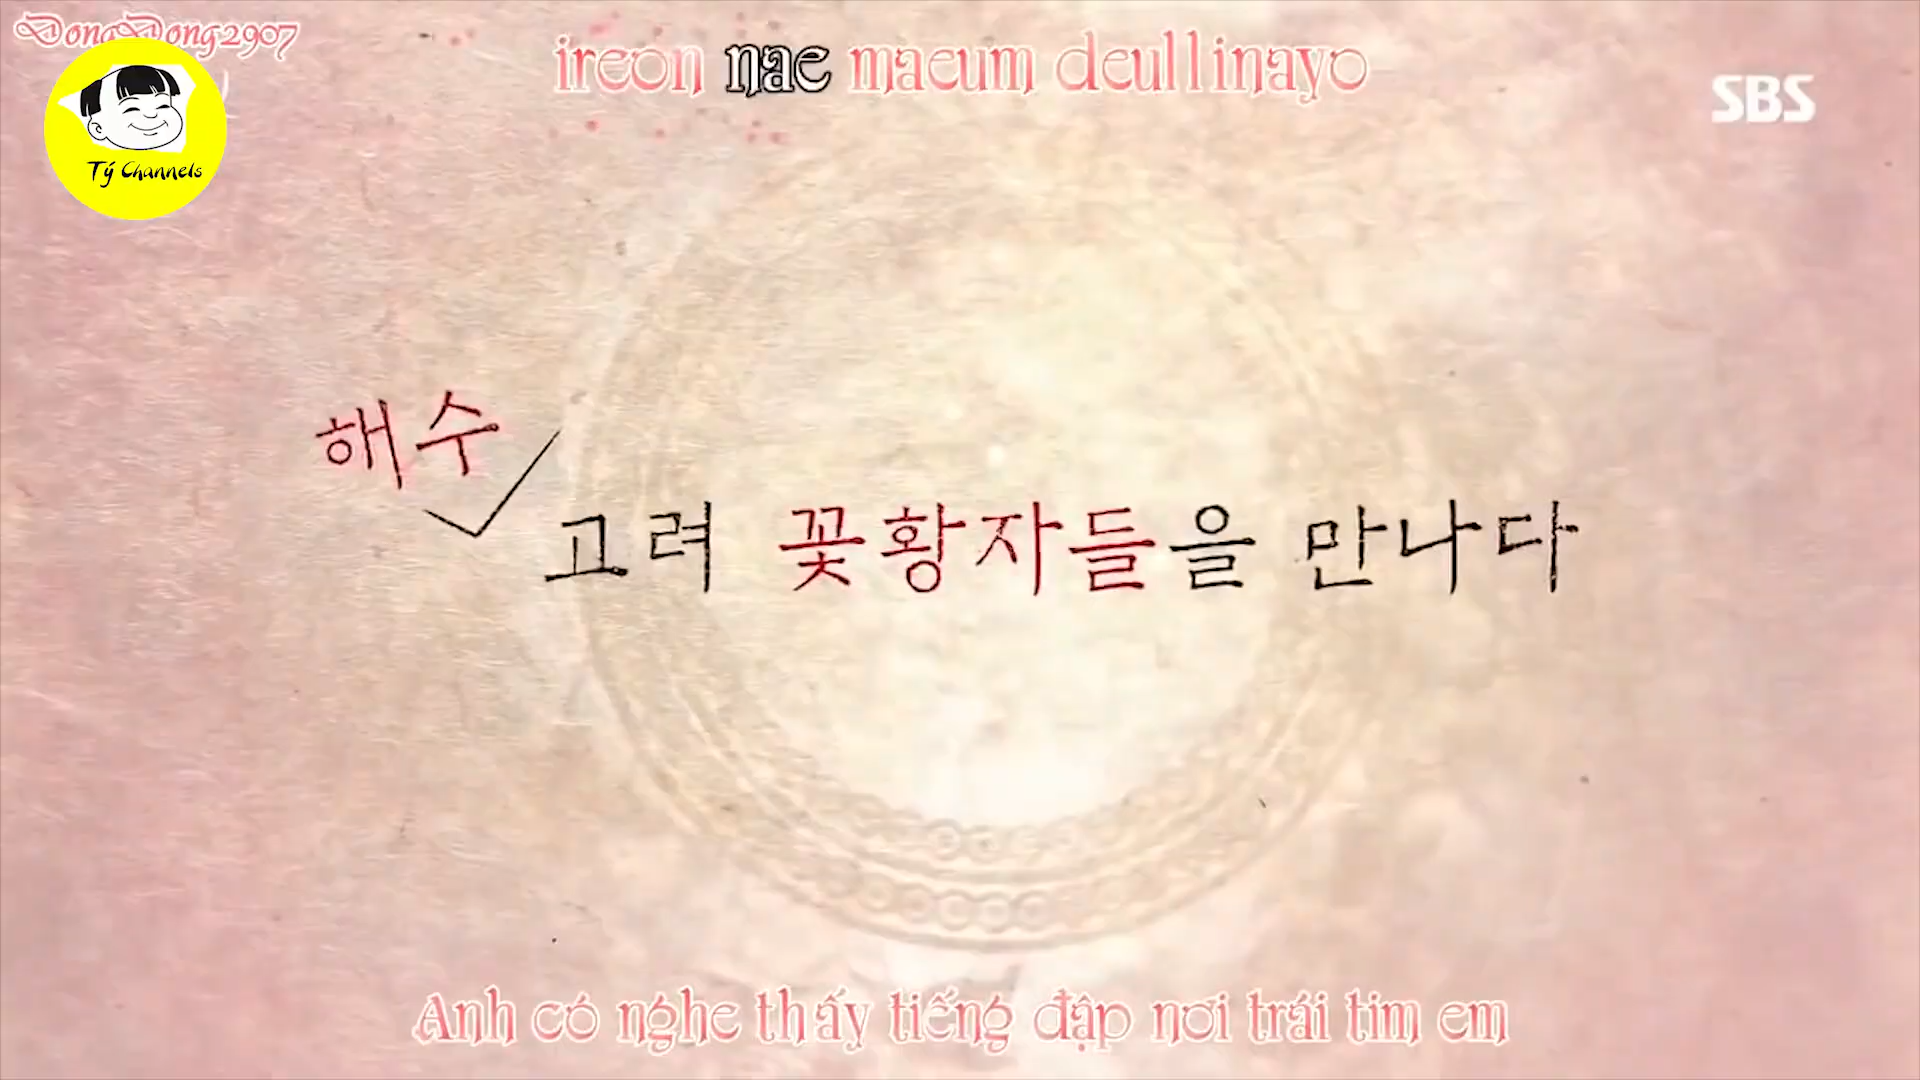 DongDong2907
ireon nae maeum deullinayo
SBS
Tý Channels
해수
고려 꽃황자들을 만나다
Anh có nghe thấy tiếng đập nơi trái tim em